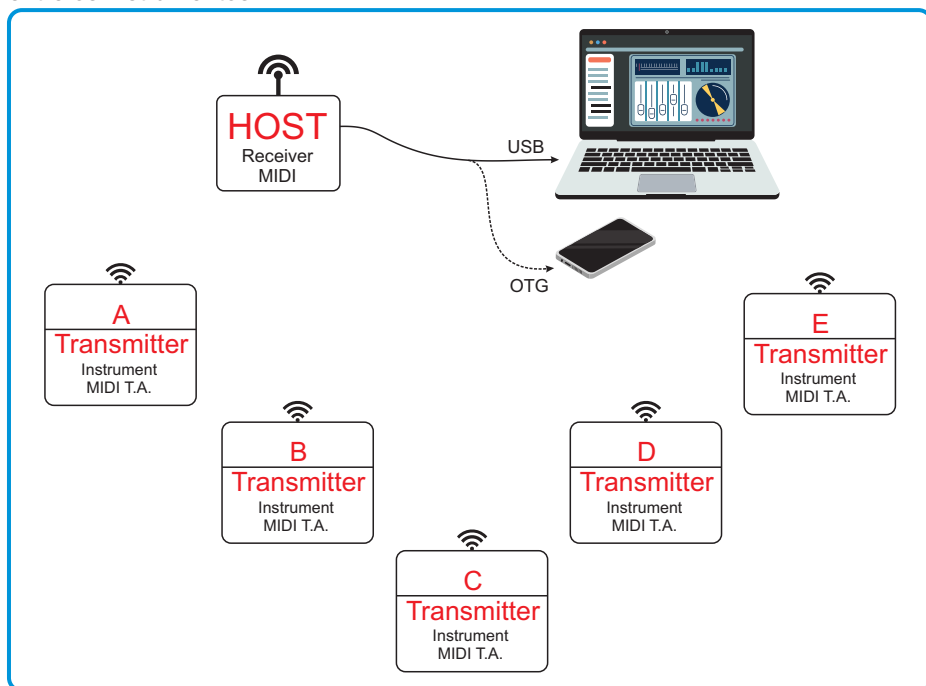 HOST
Receiver
MIDI
USB
OTG
A
Transmitter
Instrument
MIDI T.A.
B
Transmitter
Instrument
MIDI T.A.
C
Transmitter
Instrument
MIDI T.A.
D
Transmitter
Instrument
MIDI T.A.
E
Transmitter
Instrument
MIDI T.A.